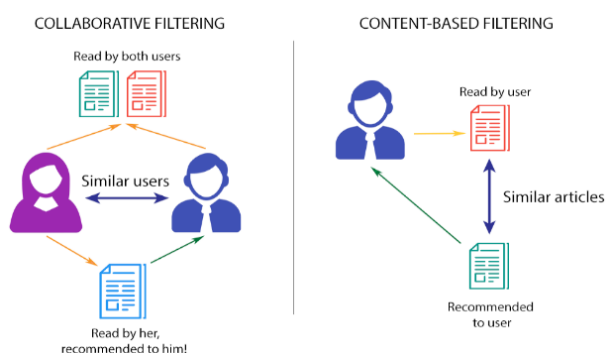 COLLABORATIVE FILTERING
Read by both users
Similar users
Read by her,
recommended to him!
CONTENT-BASED FILTERING
Read by user
Similar articles
Recommended
to user